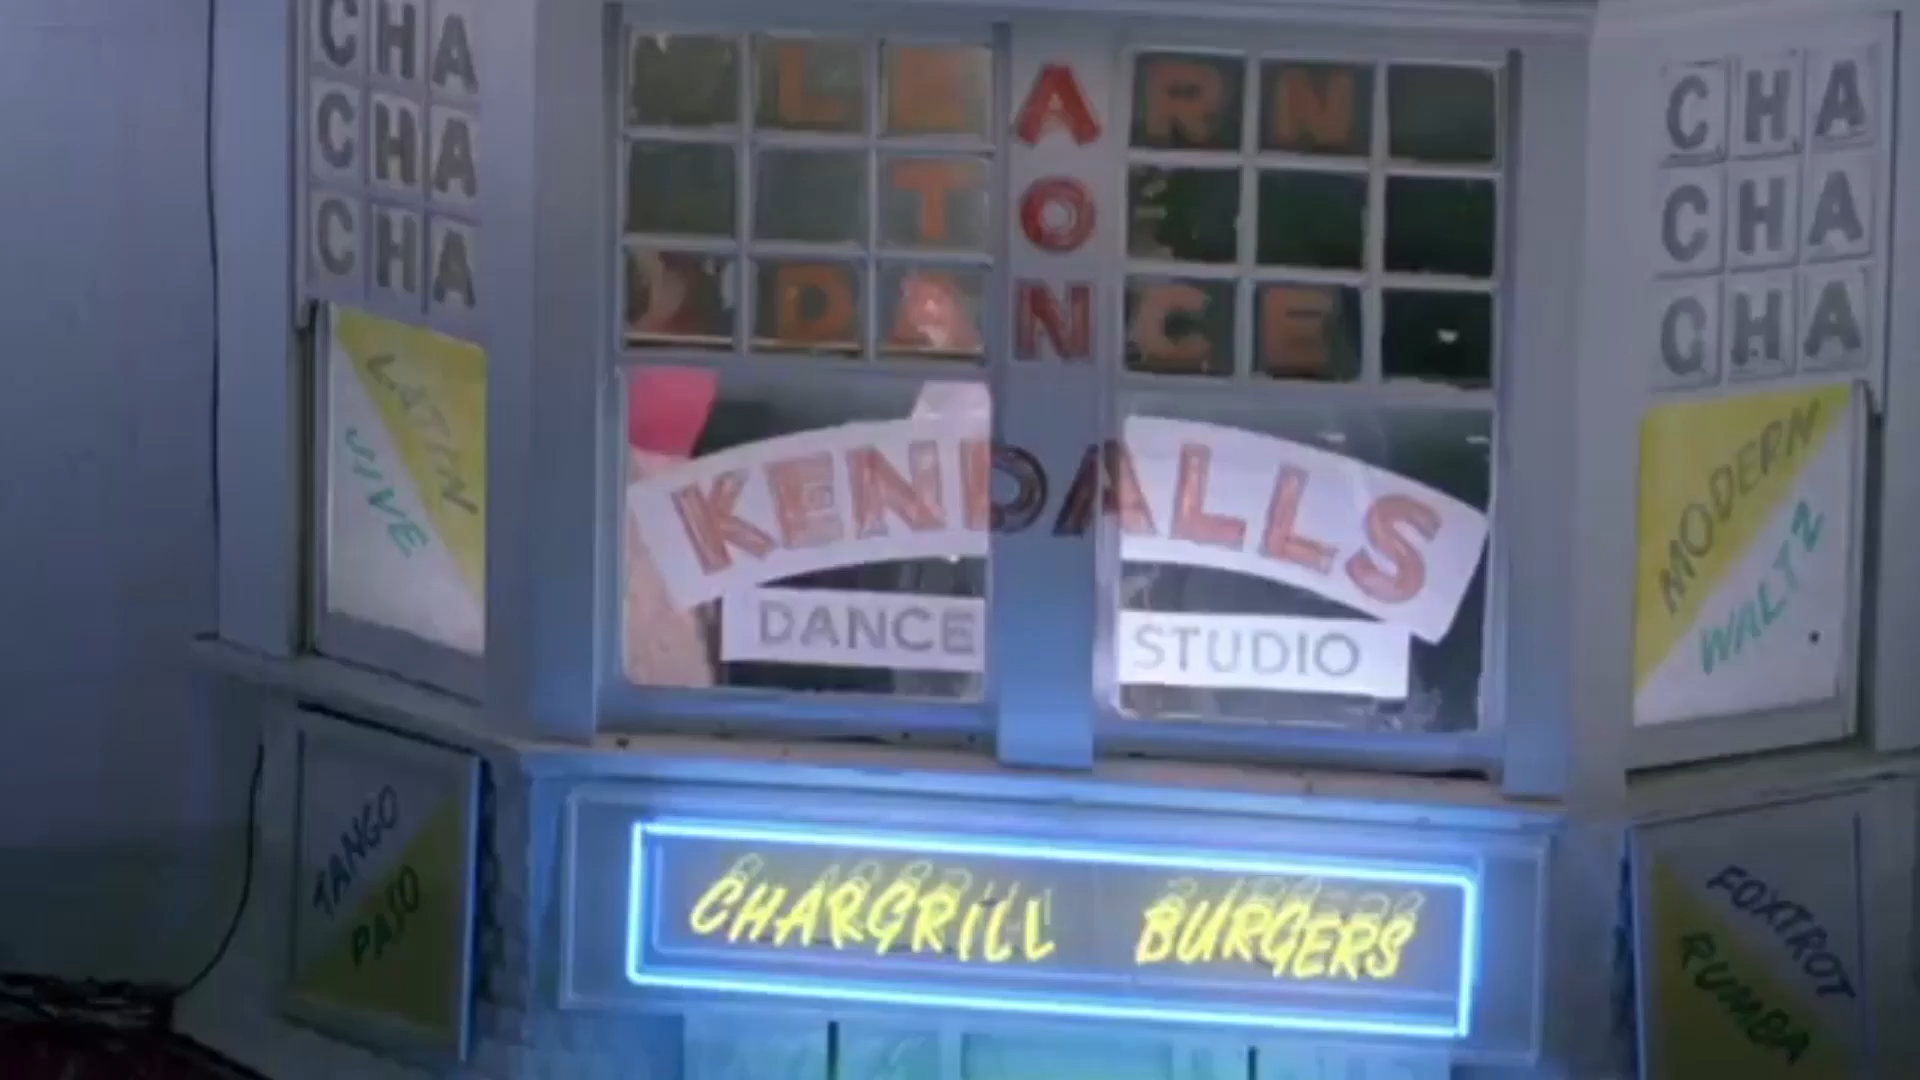 CHA
CHA
CHA
LEARN
TO
DANCE
CHA
CHA
CHA
LATIN
JIVE
KENDALLS
DANCE STUDIO
MODERN
WALTZ
TANGO
PASO
CHARGRILL BURGERS
FOXTROT
RUMBA